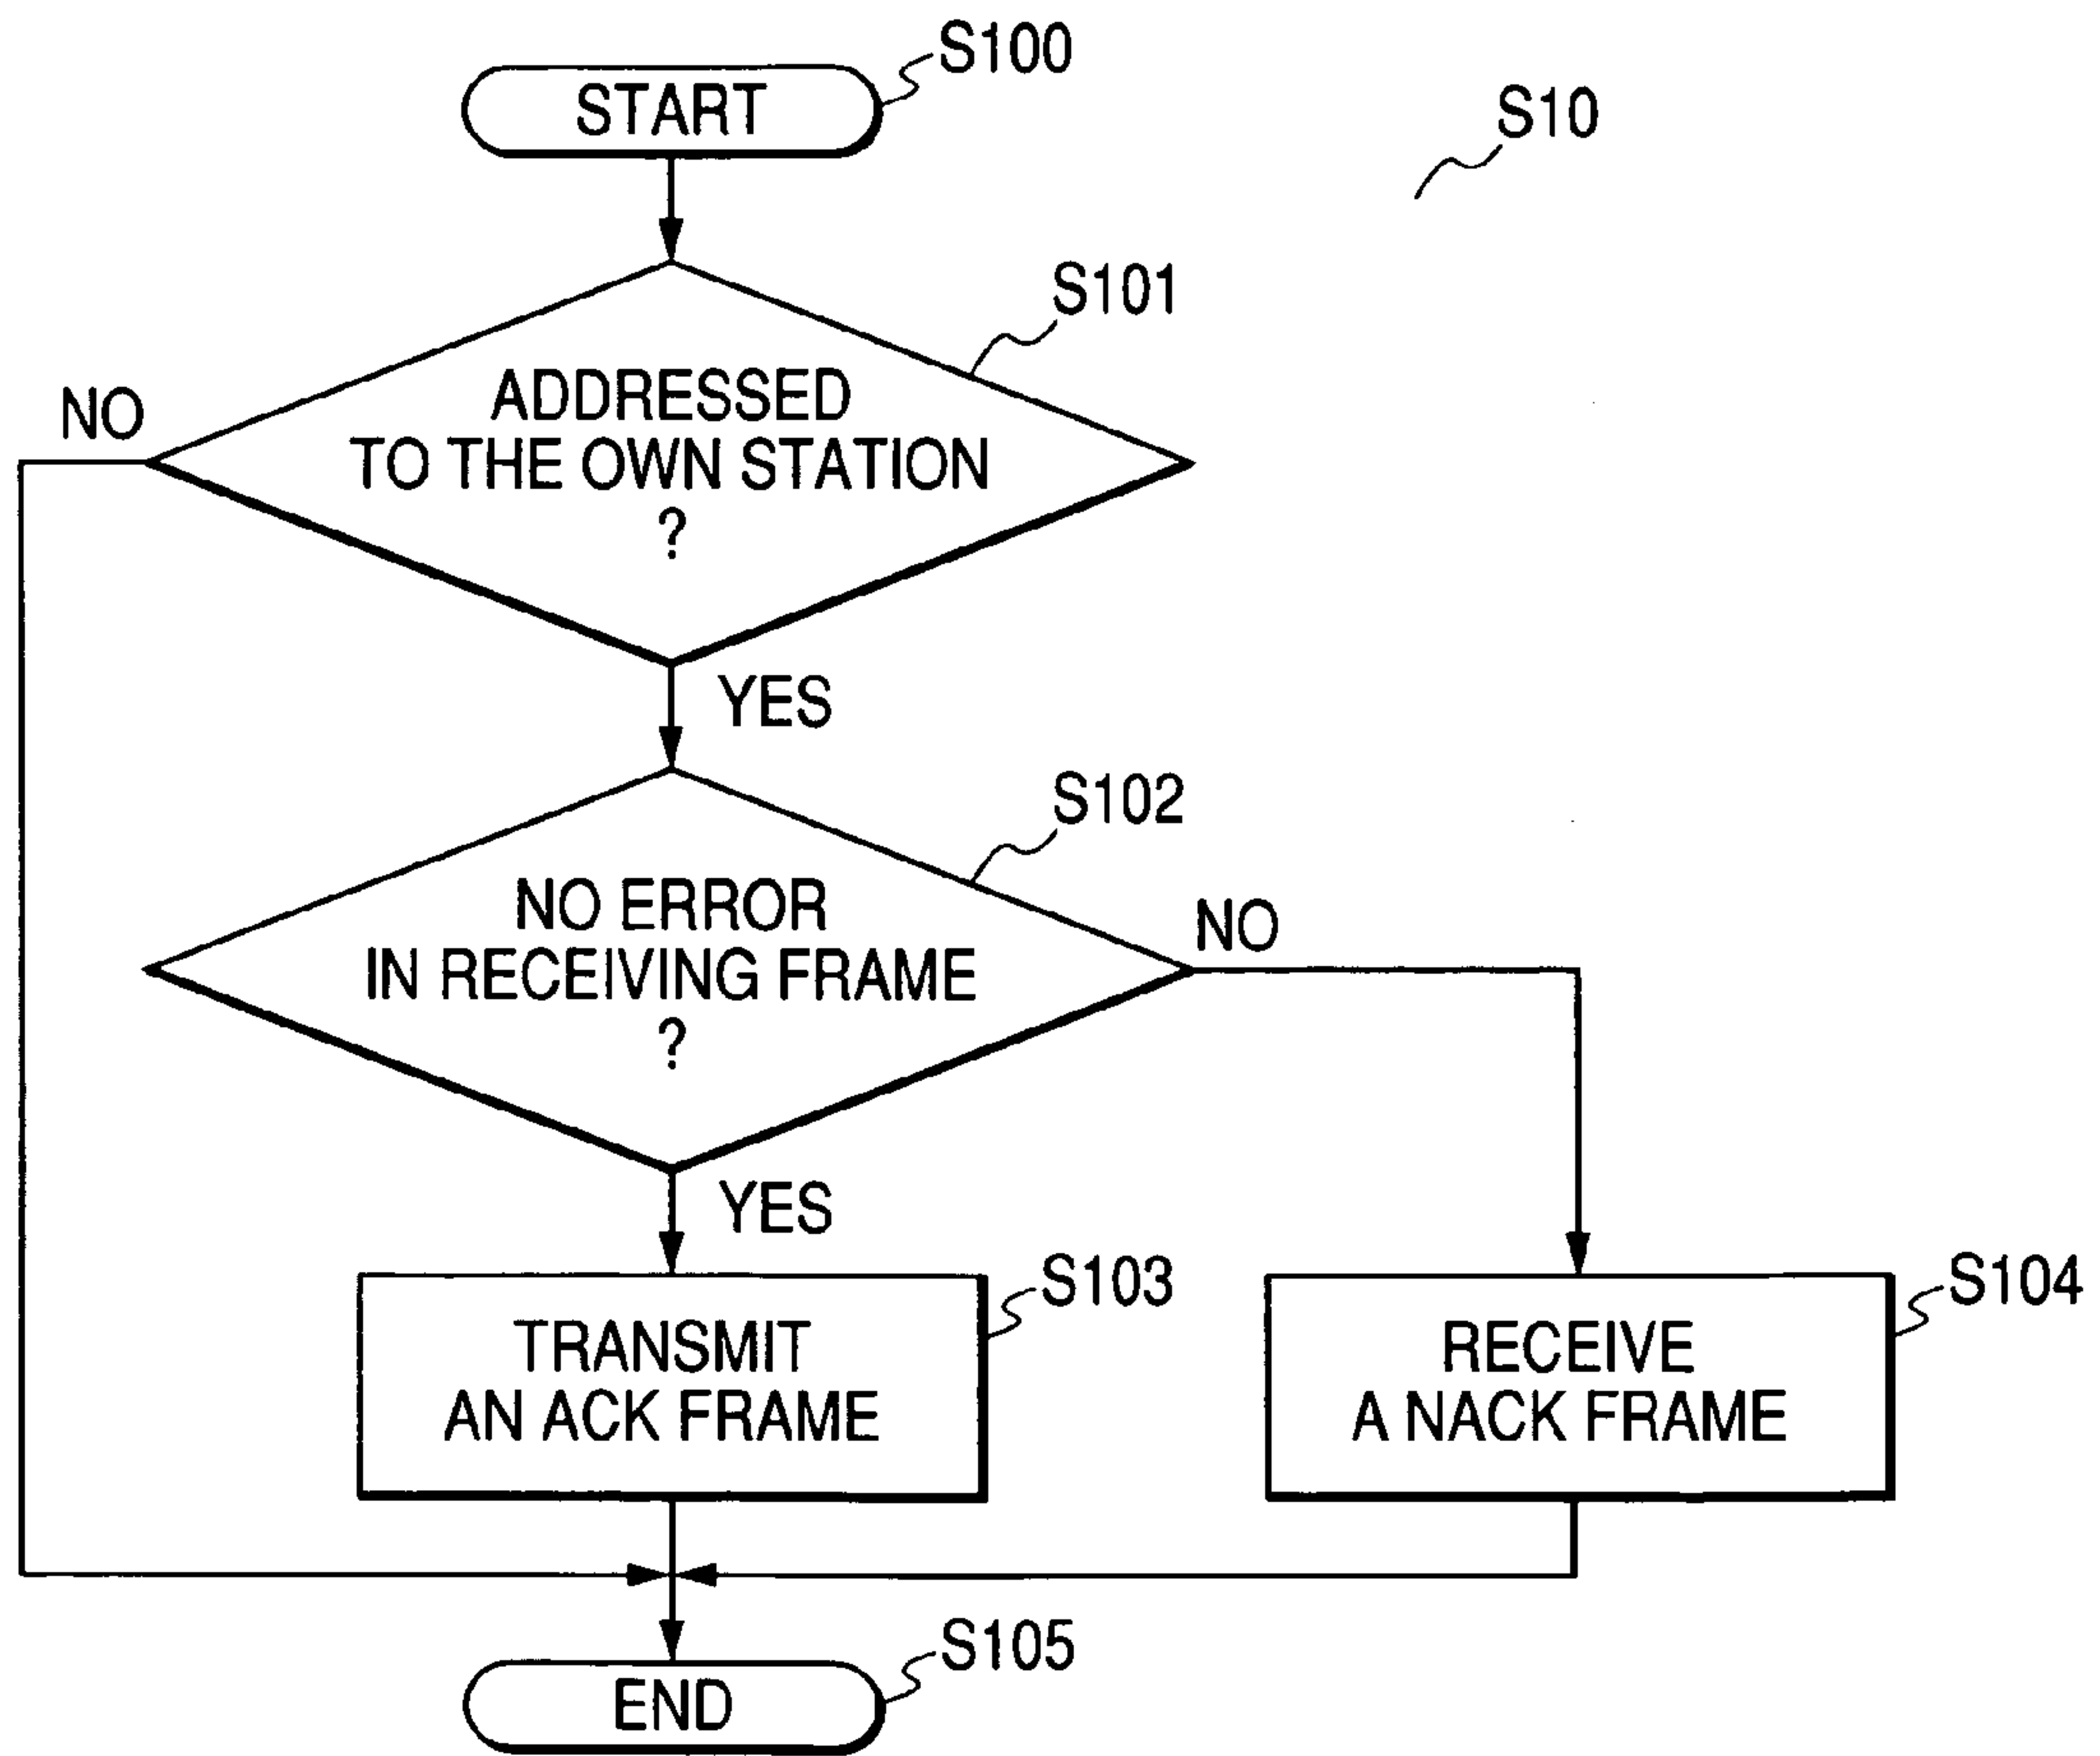 START
S100
S10
S101
ADDRESSED
TO THE OWN STATION
?
NO
YES
S102
NO ERROR
IN RECEIVING FRAME
?
NO
YES
S103
TRANSMIT
AN ACK FRAME
S104
RECEIVE
A NACK FRAME
S105
END